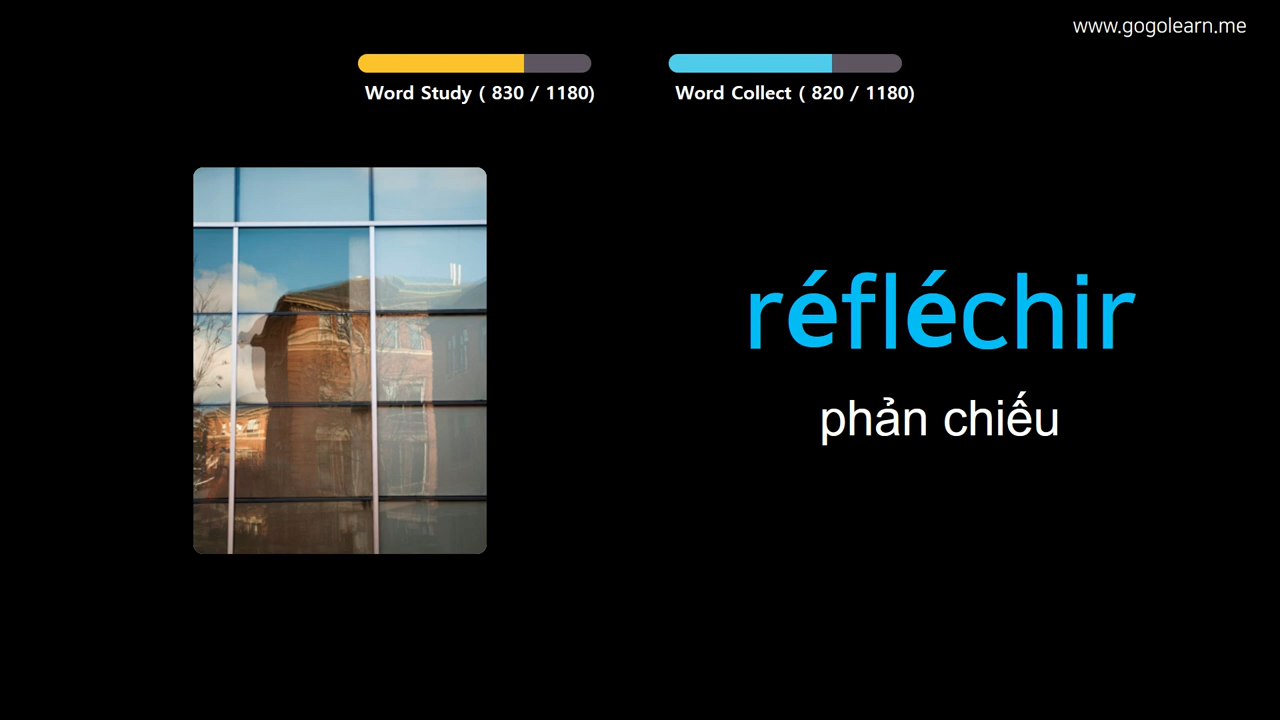 www.gogolearn.me
Word Study ( 830 / 1180)
Word Collect ( 820 / 1180)
réfléchir
phản chiếu